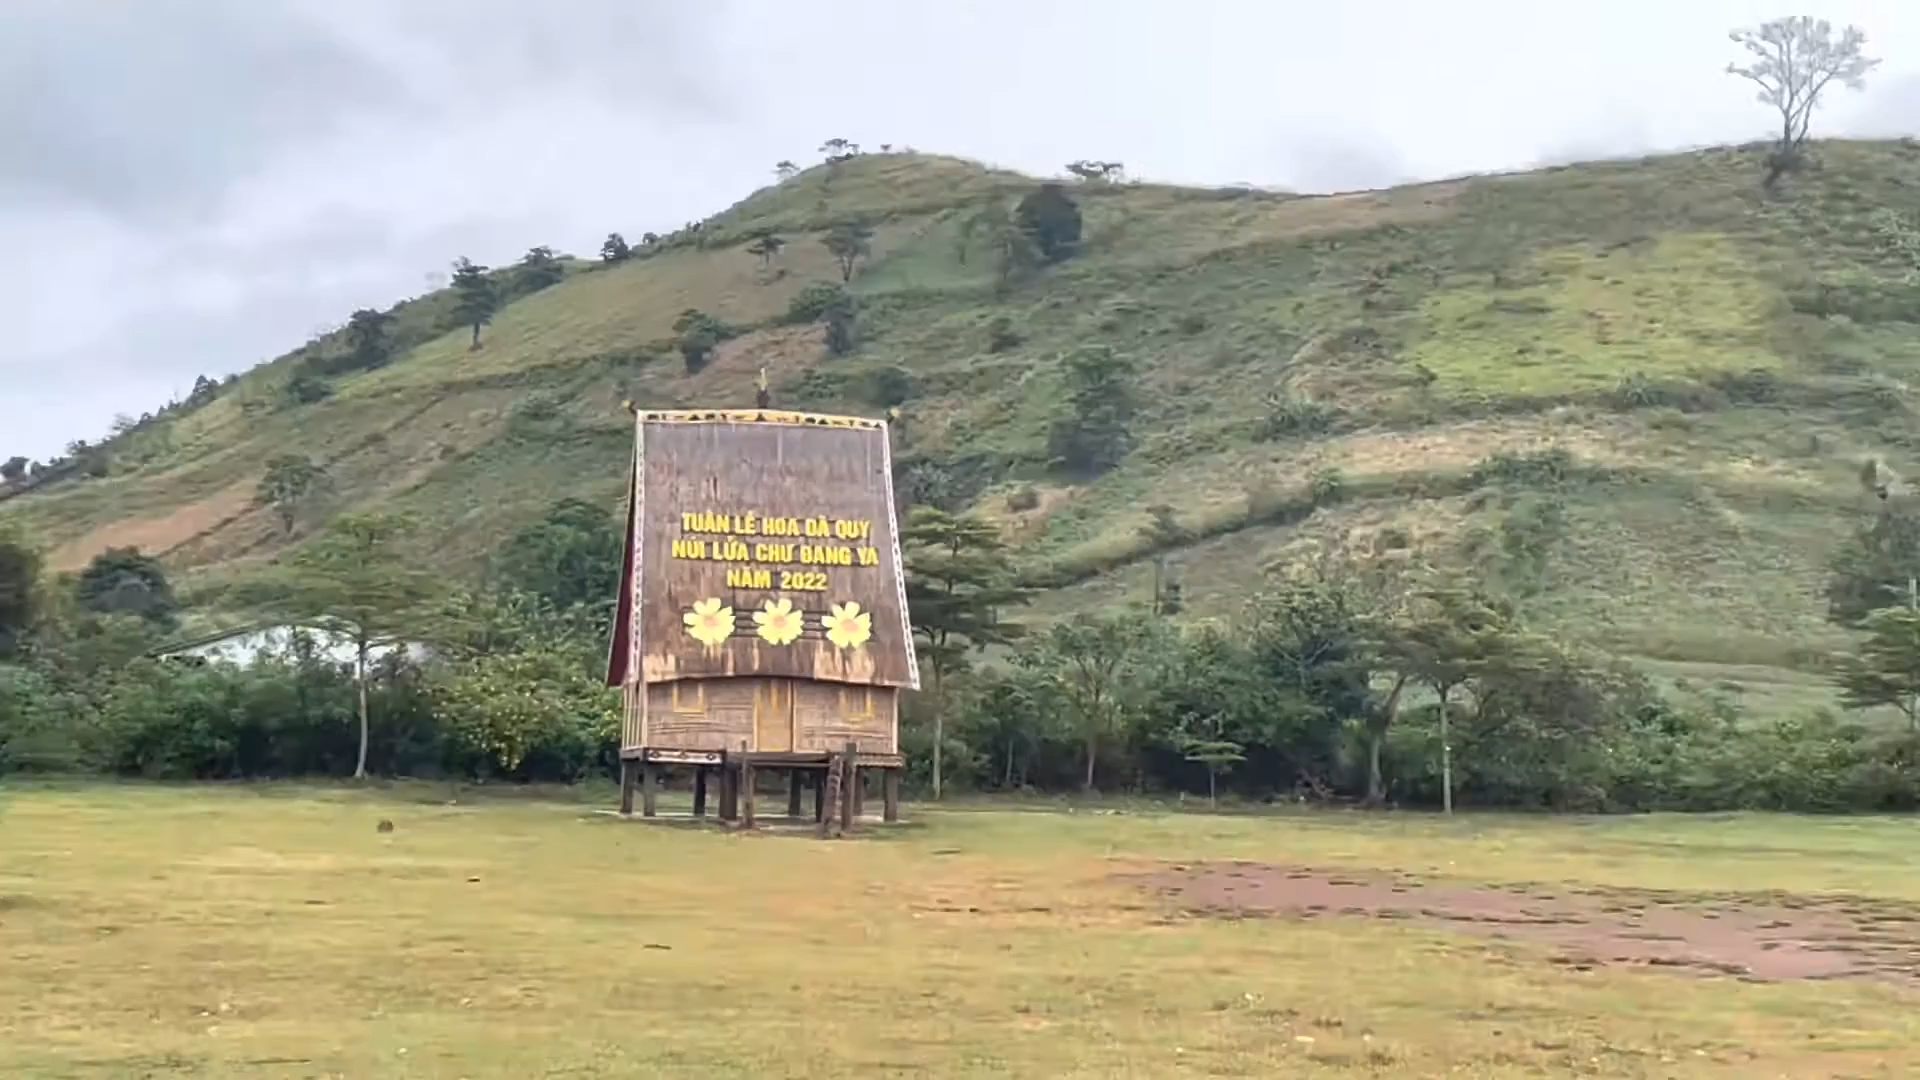 TUẦN LỄ HOA DÃ QUỲ
NÚI LỬA CHƯ ĐANG YA
NĂM 2022